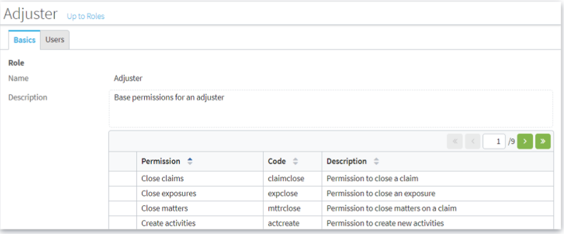 Adjuster Up to Roles
Basics Users
Role
Name Adjuster
Description Base permissions for an adjuster
1 /9
Permission Code Description
Close claims claimclose Permission to close a claim
Close exposures expclose Permission to close an exposure
Close matters mttrclose Permission to close matters on a claim
Create activities actcreate Permission to create new activities